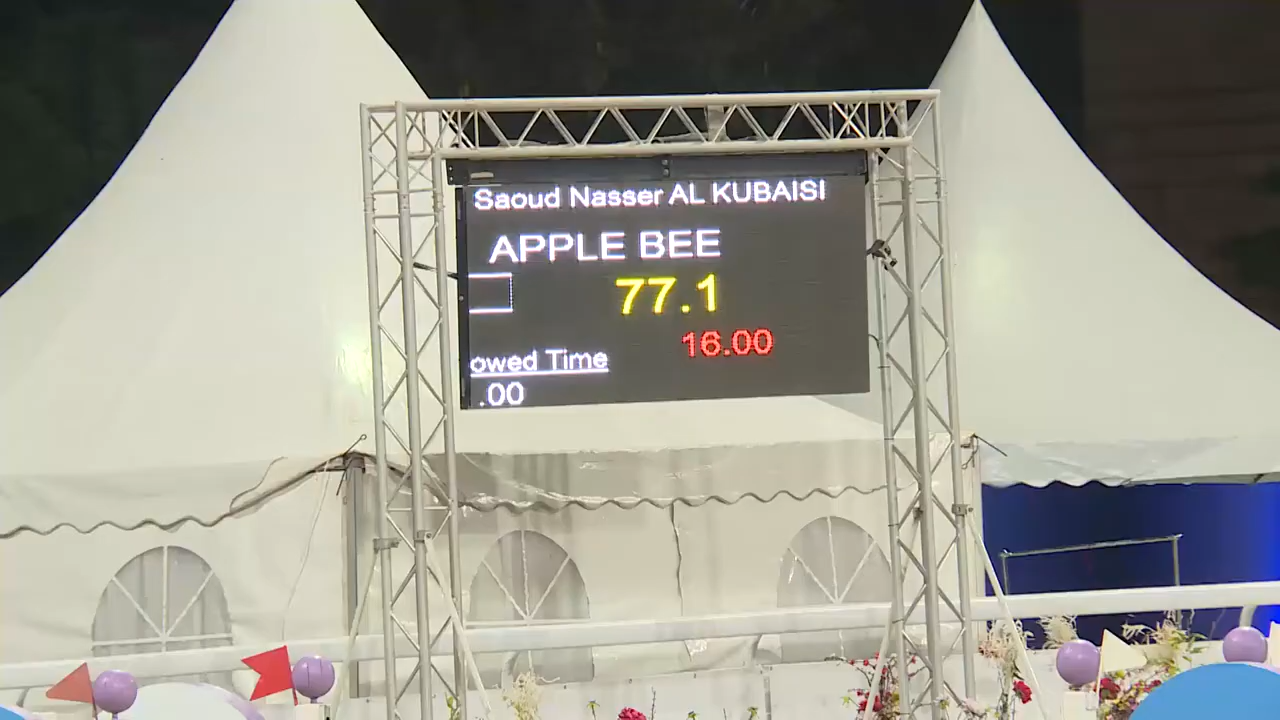 Saoud Nasser AL KUBAISI
APPLE BEE
77.1
16.00
owed Time
.00